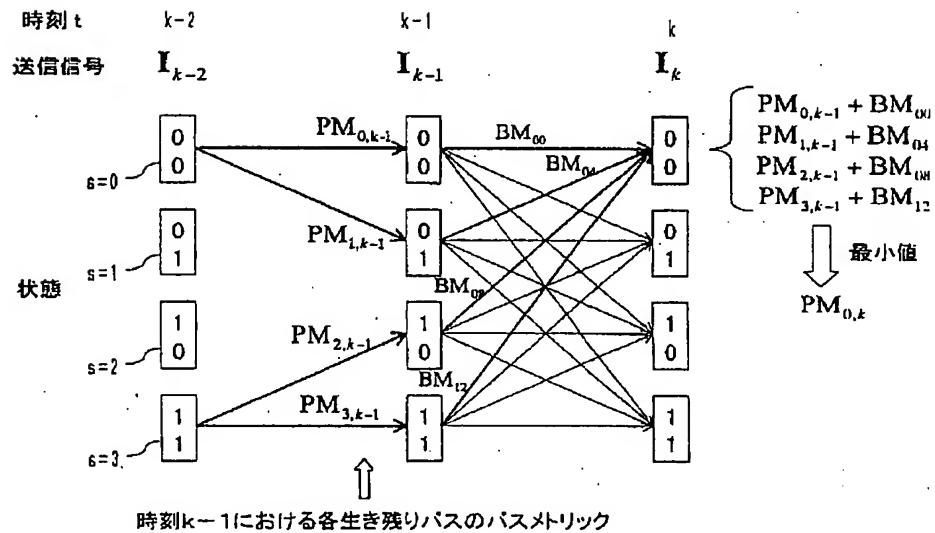 時刻 t k-2 k-1 k
送信信号 I_{k-2} I_{k-1} I_k
PM_{0,k-1} + BM_{00}
PM_{1,k-1} + BM_{04}
PM_{2,k-1} + BM_{08}
PM_{3,k-1} + BM_{12}
最小値
PM_{0,k}
状態
s=0
0
0
s=1
0
1
s=2
1
0
s=3
1
1
PM_{0,k-1}
PM_{1,k-1}
PM_{2,k-1}
PM_{3,k-1}
0
0
0
1
1
0
1
1
BM_{00}
BM_{04}
BM_{08}
BM_{12}
0
0
0
1
1
0
1
1
時刻k-1における各生き残りパスのパスメトリック